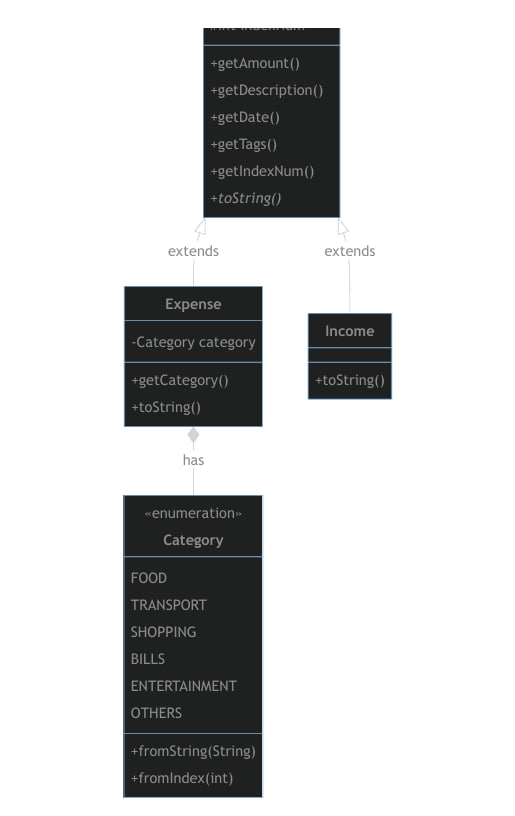 +getAmount()
+getDescription()
+getDate()
+getTags()
+getIndexNum()
+toString()
extends
extends
Expense
-Category category
+getCategory()
+toString()
Income
+toString()
has
«enumeration»
Category
FOOD
TRANSPORT
SHOPPING
BILLS
ENTERTAINMENT
OTHERS
+fromString(String)
+fromIndex(int)